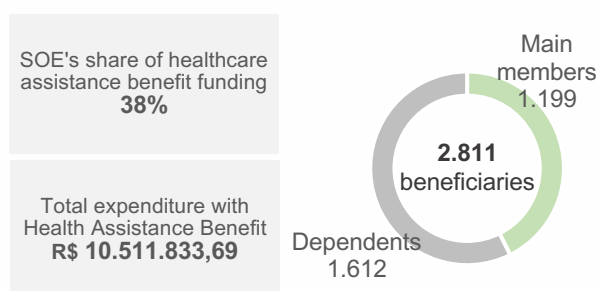 SOE's share of healthcare
assistance benefit funding
38%
Total expenditure with
Health Assistance Benefit
R$ 10.511.833,69
Main
members
1.199
2.811
beneficiaries
Dependents
1.612